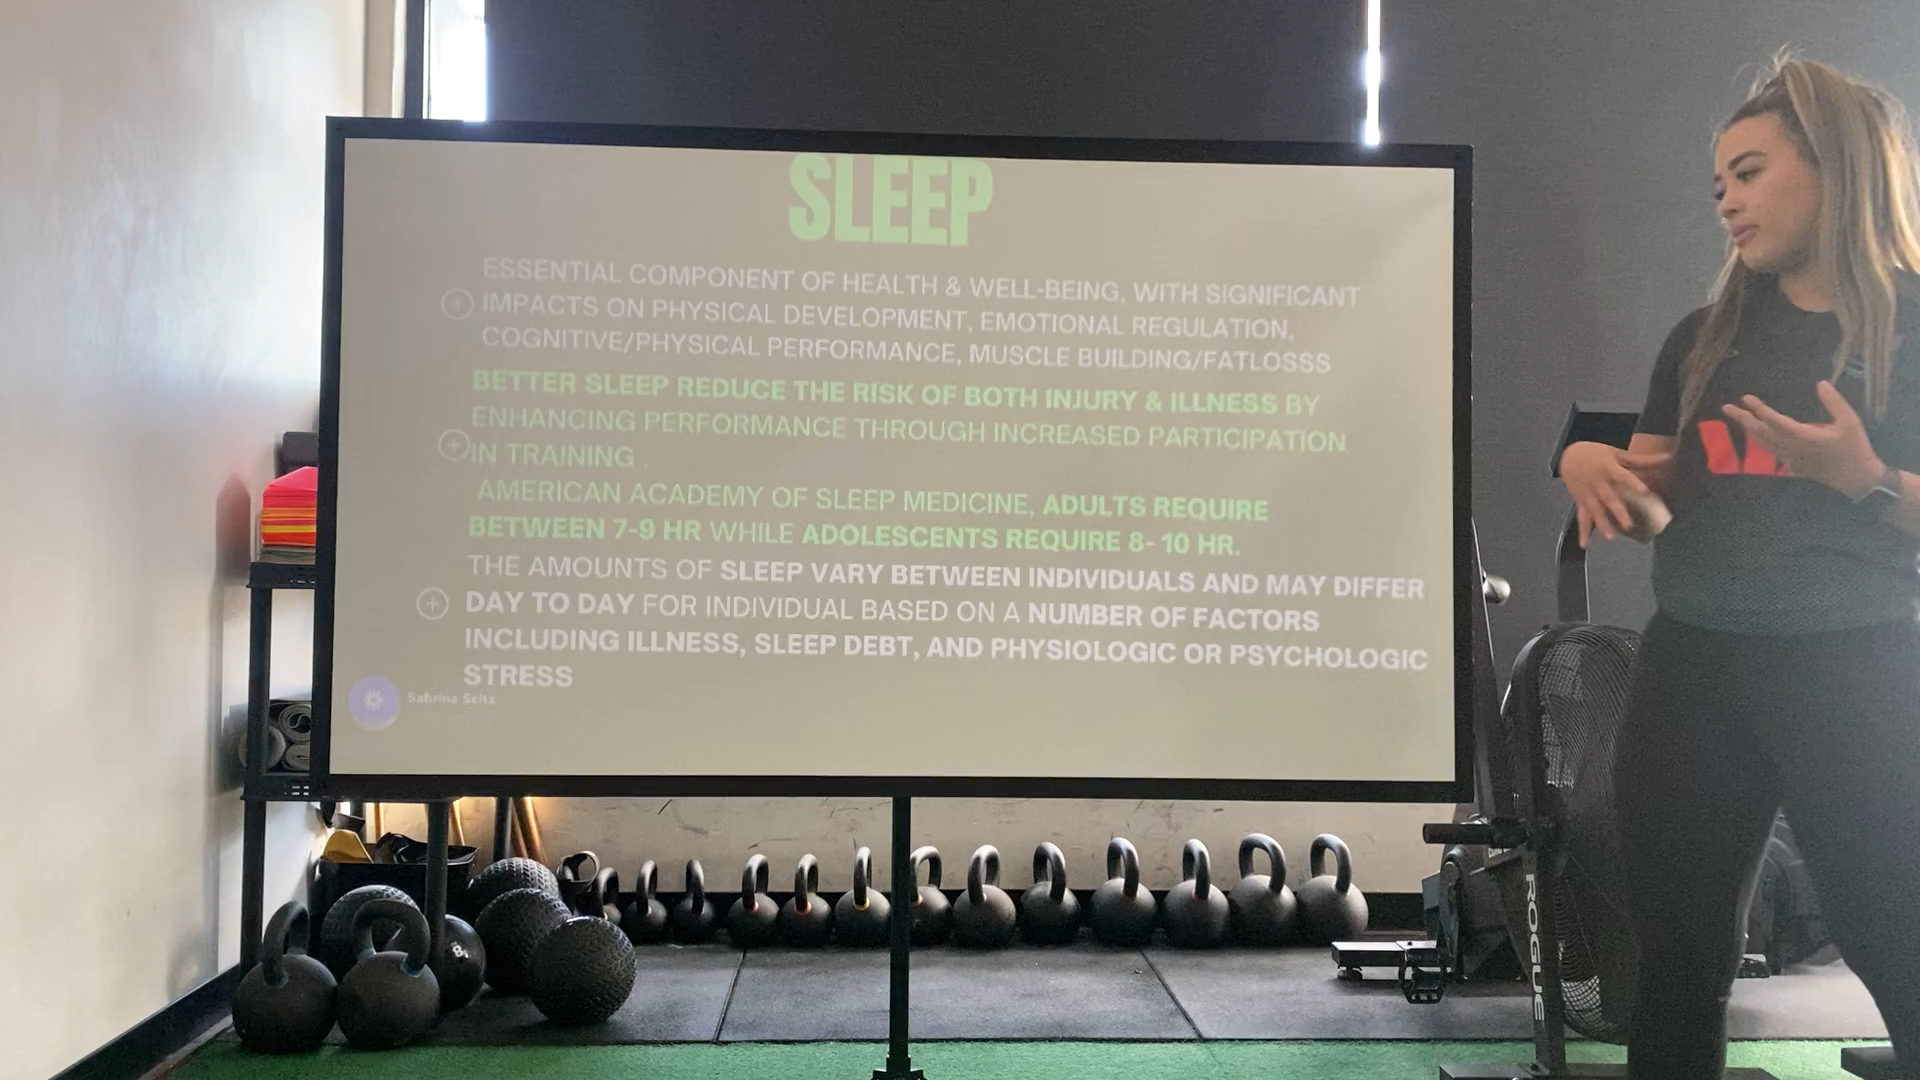 SLEEP
ESSENTIAL COMPONENT OF HEALTH & WELL-BEING, WITH SIGNIFICANT
IMPACTS ON PHYSICAL DEVELOPMENT, EMOTIONAL REGULATION,
COGNITIVE/PHYSICAL PERFORMANCE, MUSCLE BUILDING/FATLOSSS
BETTER SLEEP REDUCE THE RISK OF BOTH INJURY & ILLNESS BY
ENHANCING PERFORMANCE THROUGH INCREASED PARTICIPATION
IN TRAINING .
AMERICAN ACADEMY OF SLEEP MEDICINE, ADULTS REQUIRE
BETWEEN 7-9 HR WHILE ADOLESCENTS REQUIRE 8- 10 HR.
THE AMOUNTS OF SLEEP VARY BETWEEN INDIVIDUALS AND MAY DIFFER
DAY TO DAY FOR INDIVIDUAL BASED ON A NUMBER OF FACTORS
INCLUDING ILLNESS, SLEEP DEBT, AND PHYSIOLOGIC OR PSYCHOLOGIC
STRESS
Sabrina Seitz
ROGUE